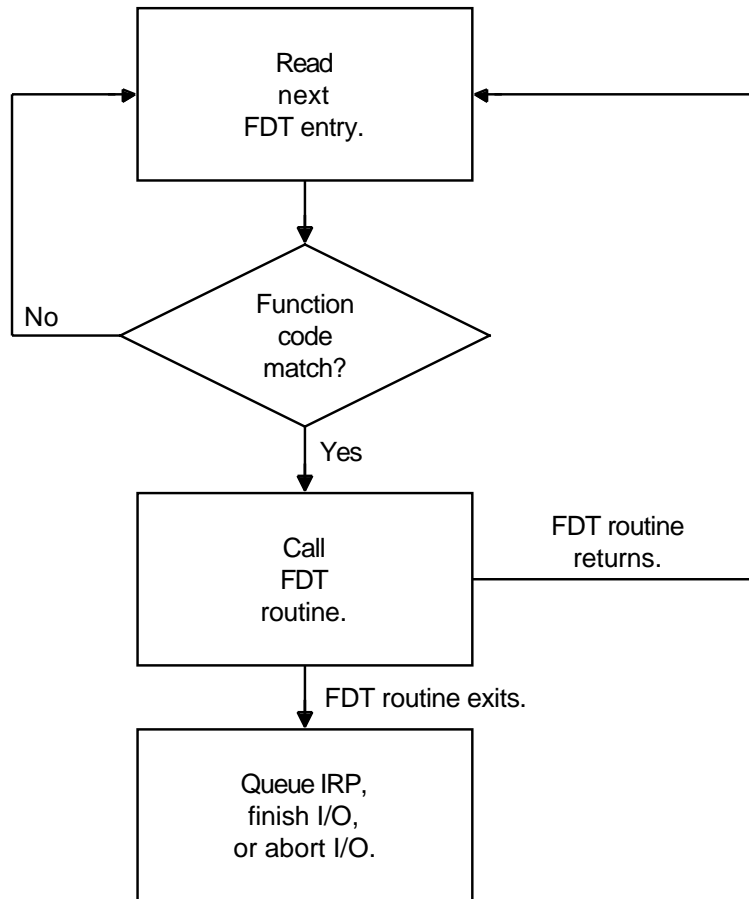 Read
next
FDT entry.
No
Function
code
match?
Yes
FDT routine
returns.
Call
FDT
routine.
FDT routine exits.
Queue IRP,
finish I/O,
or abort I/O.